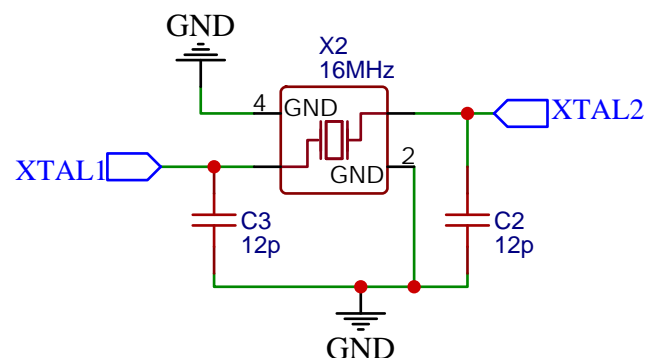 GND
X2
16MHz
4
GND
XTAL2
XTAL1
GND
2
C3
12p
C2
12p
GND